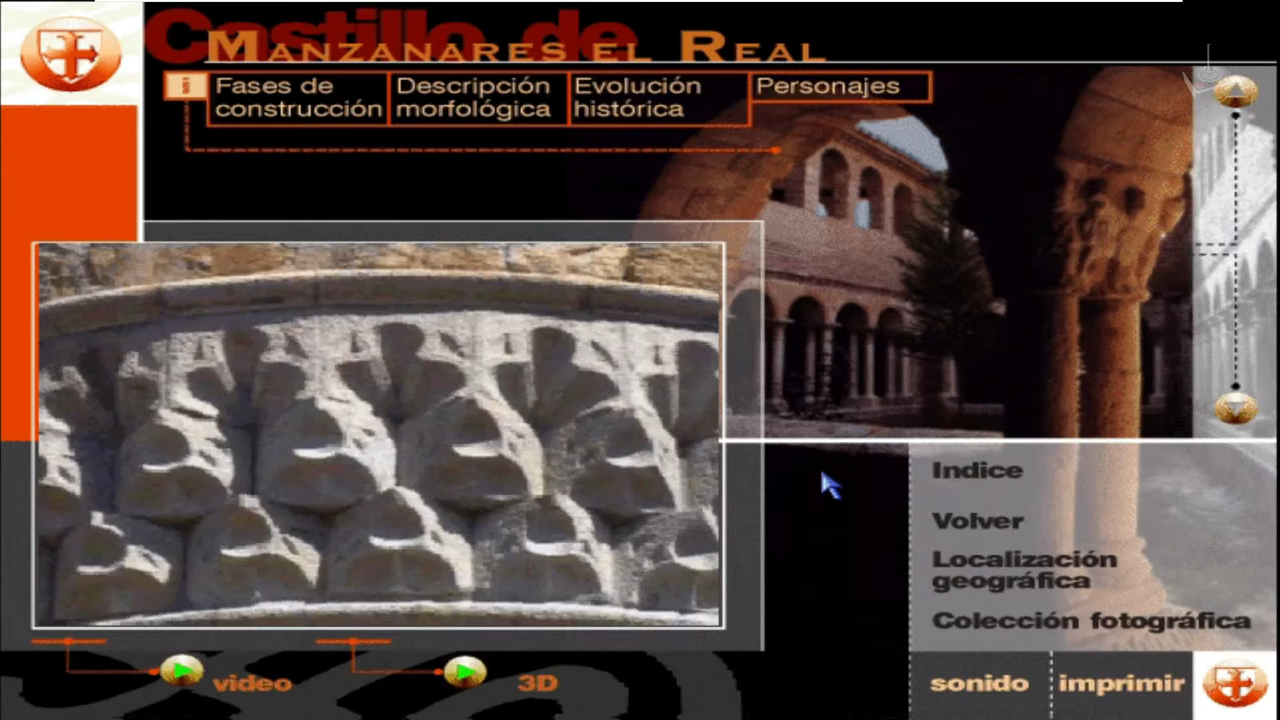 Castillo de
MANZANARES EL REAL
i
Fases de
construcción
Descripción
morfológica
Evolución
histórica
Personajes
Indice
Volver
Localización
geográfica
Colección fotográfica
video
3D
sonido
imprimir